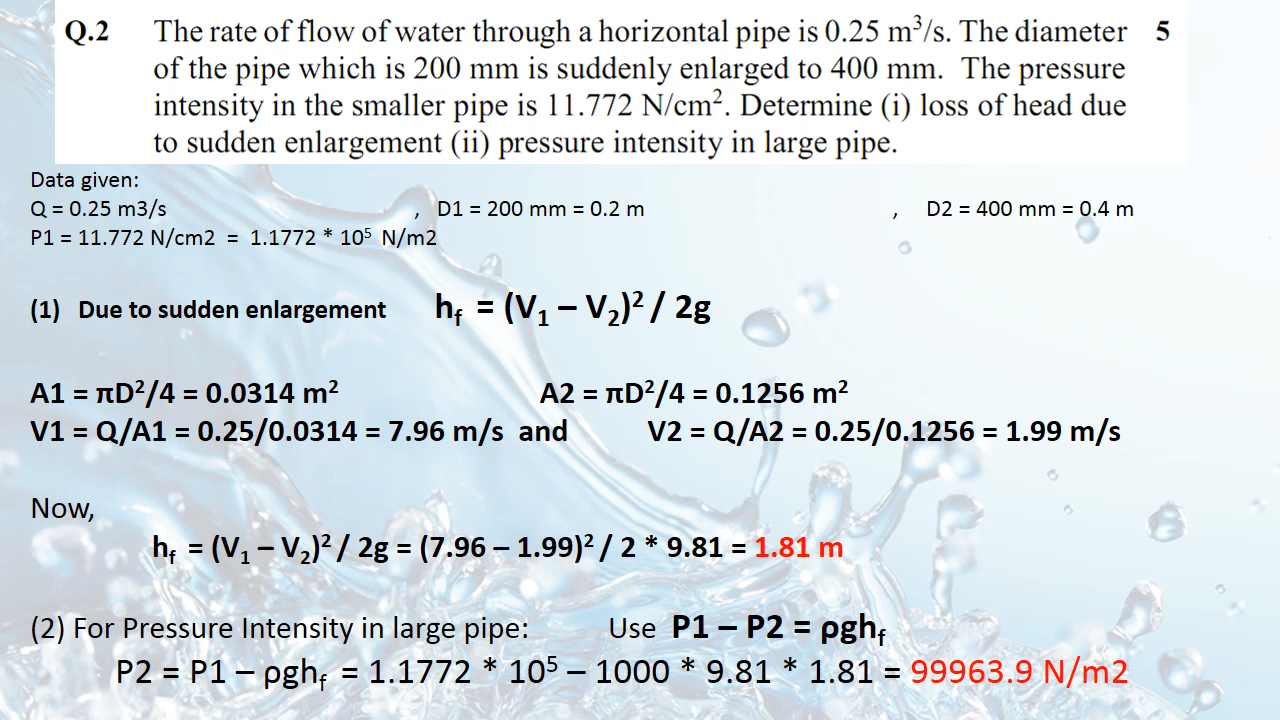 Q.2 The rate of flow of water through a horizontal pipe is 0.25 m³/s. The diameter 5
of the pipe which is 200 mm is suddenly enlarged to 400 mm. The pressure
intensity in the smaller pipe is 11.772 N/cm². Determine (i) loss of head due
to sudden enlargement (ii) pressure intensity in large pipe.
Data given:
Q = 0.25 m3/s , D1 = 200 mm = 0.2 m , D2 = 400 mm = 0.4 m
P1 = 11.772 N/cm2 = 1.1772 * 10⁵ N/m2
(1) Due to sudden enlargement h_f = (V₁ – V₂)² / 2g
A1 = πD²/4 = 0.0314 m² A2 = πD²/4 = 0.1256 m²
V1 = Q/A1 = 0.25/0.0314 = 7.96 m/s and V2 = Q/A2 = 0.25/0.1256 = 1.99 m/s
Now,
h_f = (V₁ – V₂)² / 2g = (7.96 – 1.99)² / 2 * 9.81 = 1.81 m
(2) For Pressure Intensity in large pipe: Use P1 – P2 = ρgh_f
P2 = P1 – ρgh_f = 1.1772 * 10⁵ – 1000 * 9.81 * 1.81 = 99963.9 N/m2